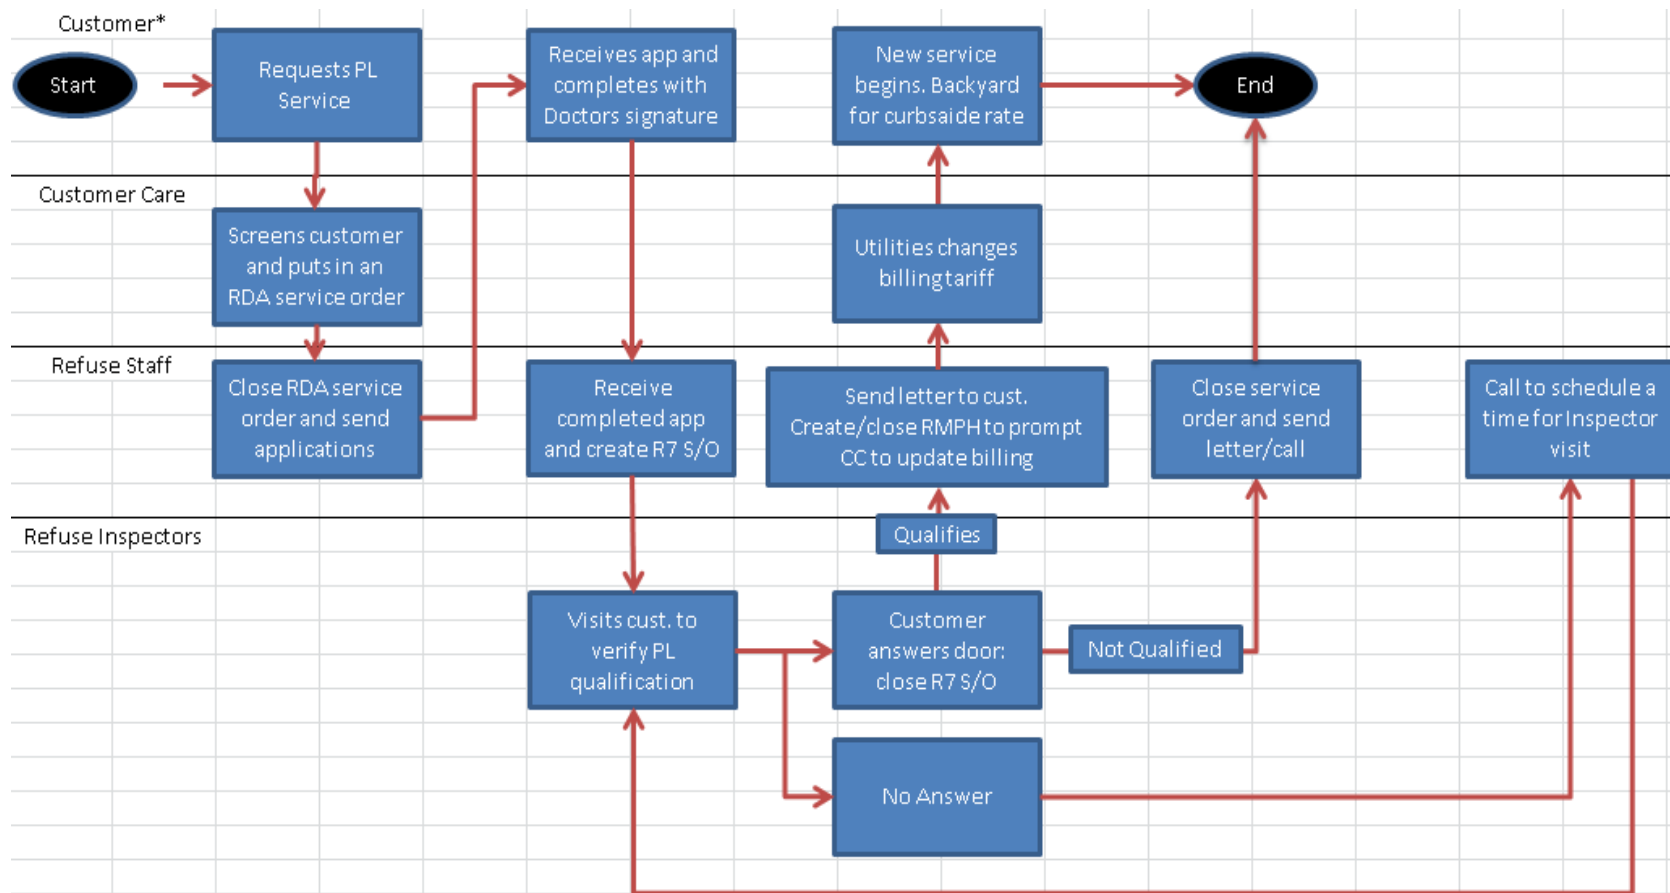 Customer*
Start
Requests PL
Service
Receives app and
completes with
Doctors signature
New service
begins. Backyard
for curbsaide rate
End
Customer Care
Screens customer
and puts in an
RDA service order
Utilities changes
billing tariff
Refuse Staff
Close RDA service
order and send
applications
Receive
completed app
and create R7 S/O
Send letter to cust.
Create/close RMPH to prompt
CC to update billing
Close service
order and send
letter/call
Call to schedule a
time for Inspector
visit
Refuse Inspectors
Qualifies
Visits cust. to
verify PL
qualification
Customer
answers door:
close R7 S/O
Not Qualified
No Answer